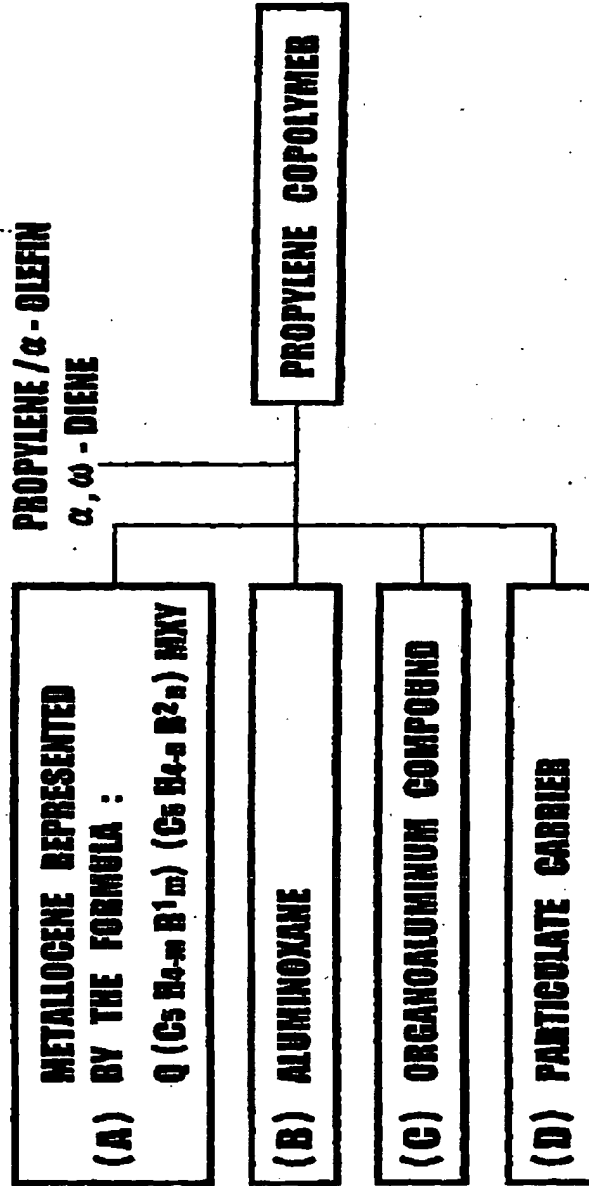 METALLOCENE REPRESENTED
(A) BY THE FORMULA :
Q (C5 H4-m R1m) (C5 H4-n R2n) MXY
(B) ALUMINOXANE
(C) ORGANOALUMINUM COMPOUND
(D) PARTICULATE CARRIER
PROPYLENE / α - OLEFIN
α, ω - DIENE
PROPYLENE COPOLYMER